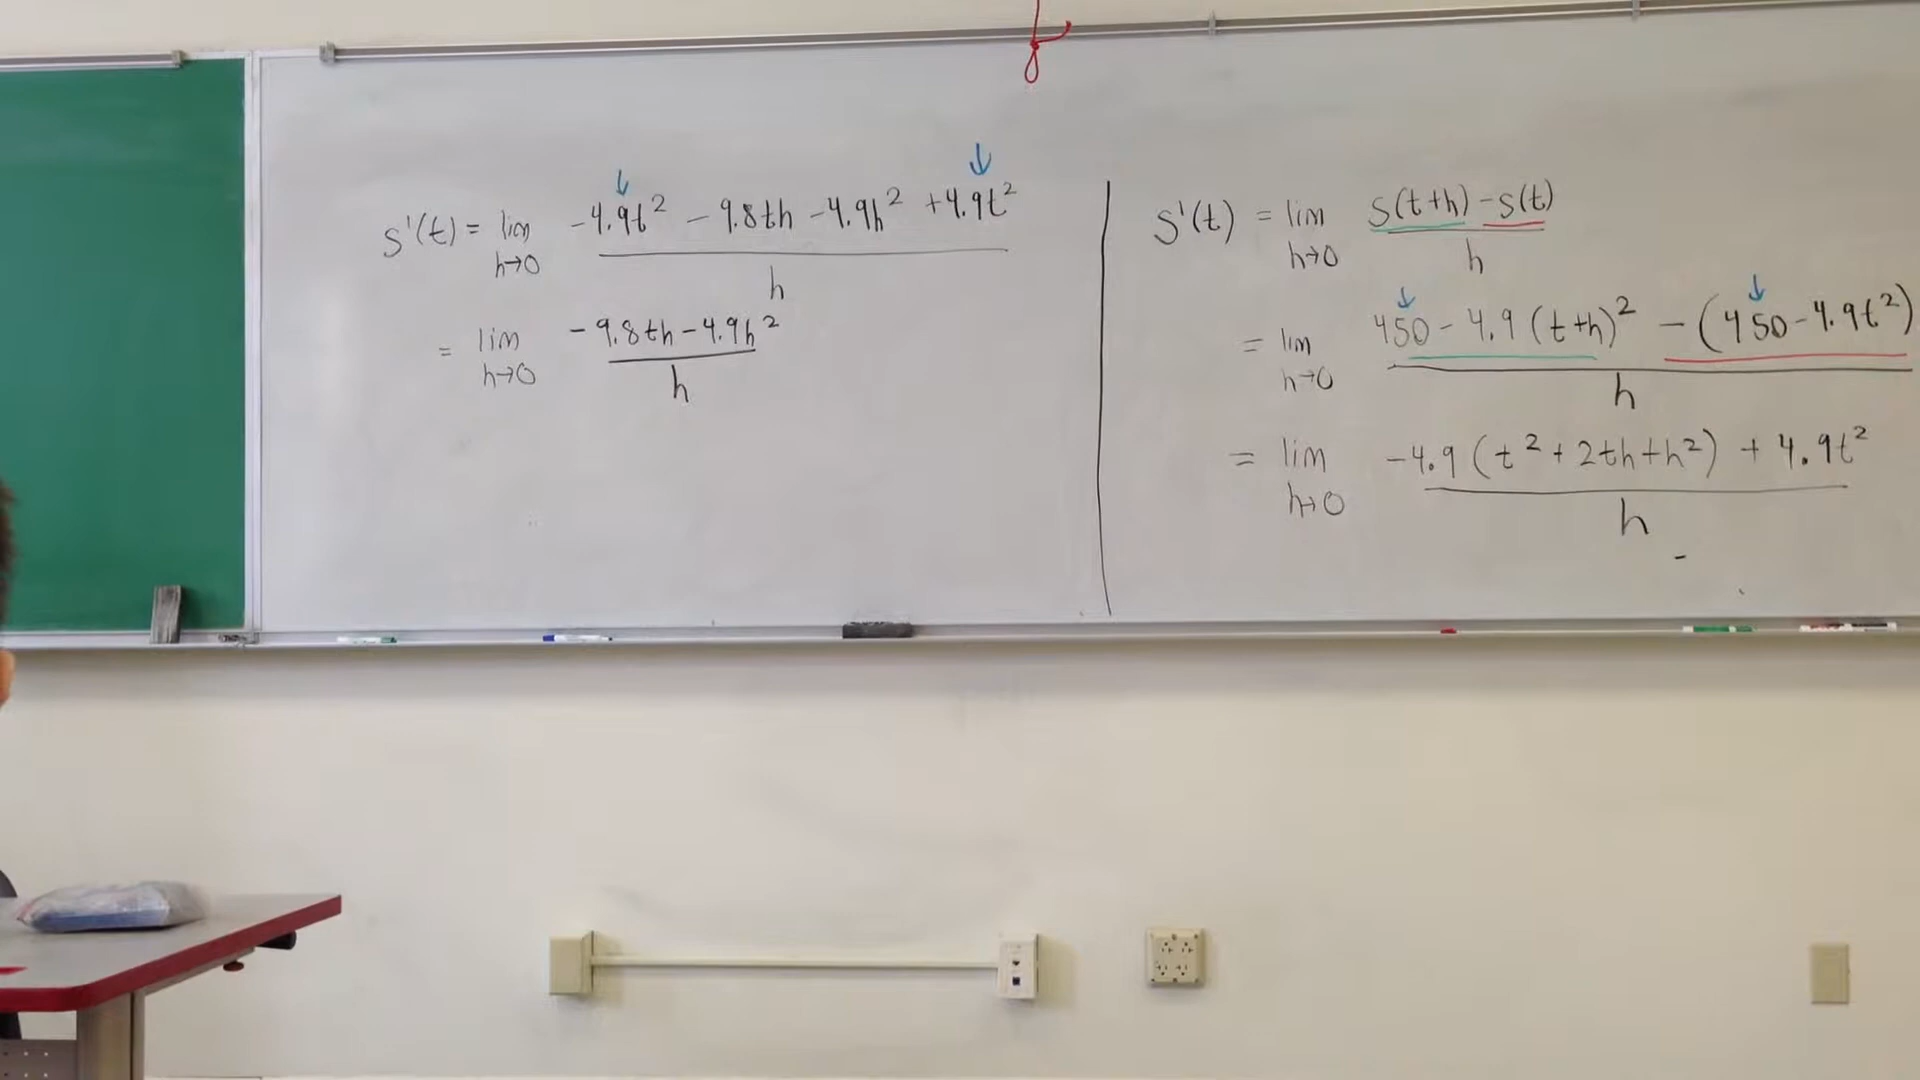 s'(t) = lim h→0 (-4.9t² - 9.8th - 4.9h² + 4.9t²) / h
= lim h→0 (-9.8th - 4.9h²) / h
s'(t) = lim h→0 (s(t+h) - s(t)) / h
= lim h→0 (450 - 4.9(t+h)² - (450 - 4.9t²)) / h
= lim h→0 (-4.9(t² + 2th + h²) + 4.9t²) / h